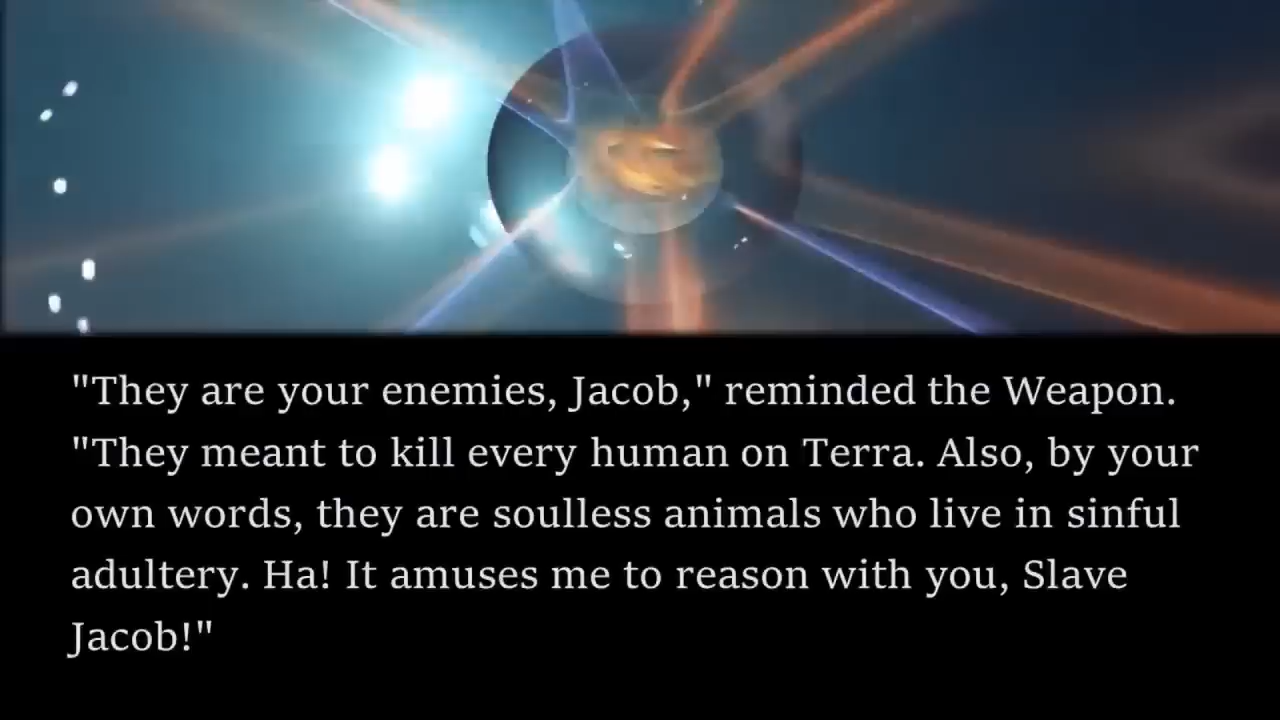 "They are your enemies, Jacob," reminded the Weapon.
"They meant to kill every human on Terra. Also, by your
own words, they are soulless animals who live in sinful
adultery. Ha! It amuses me to reason with you, Slave
Jacob!"